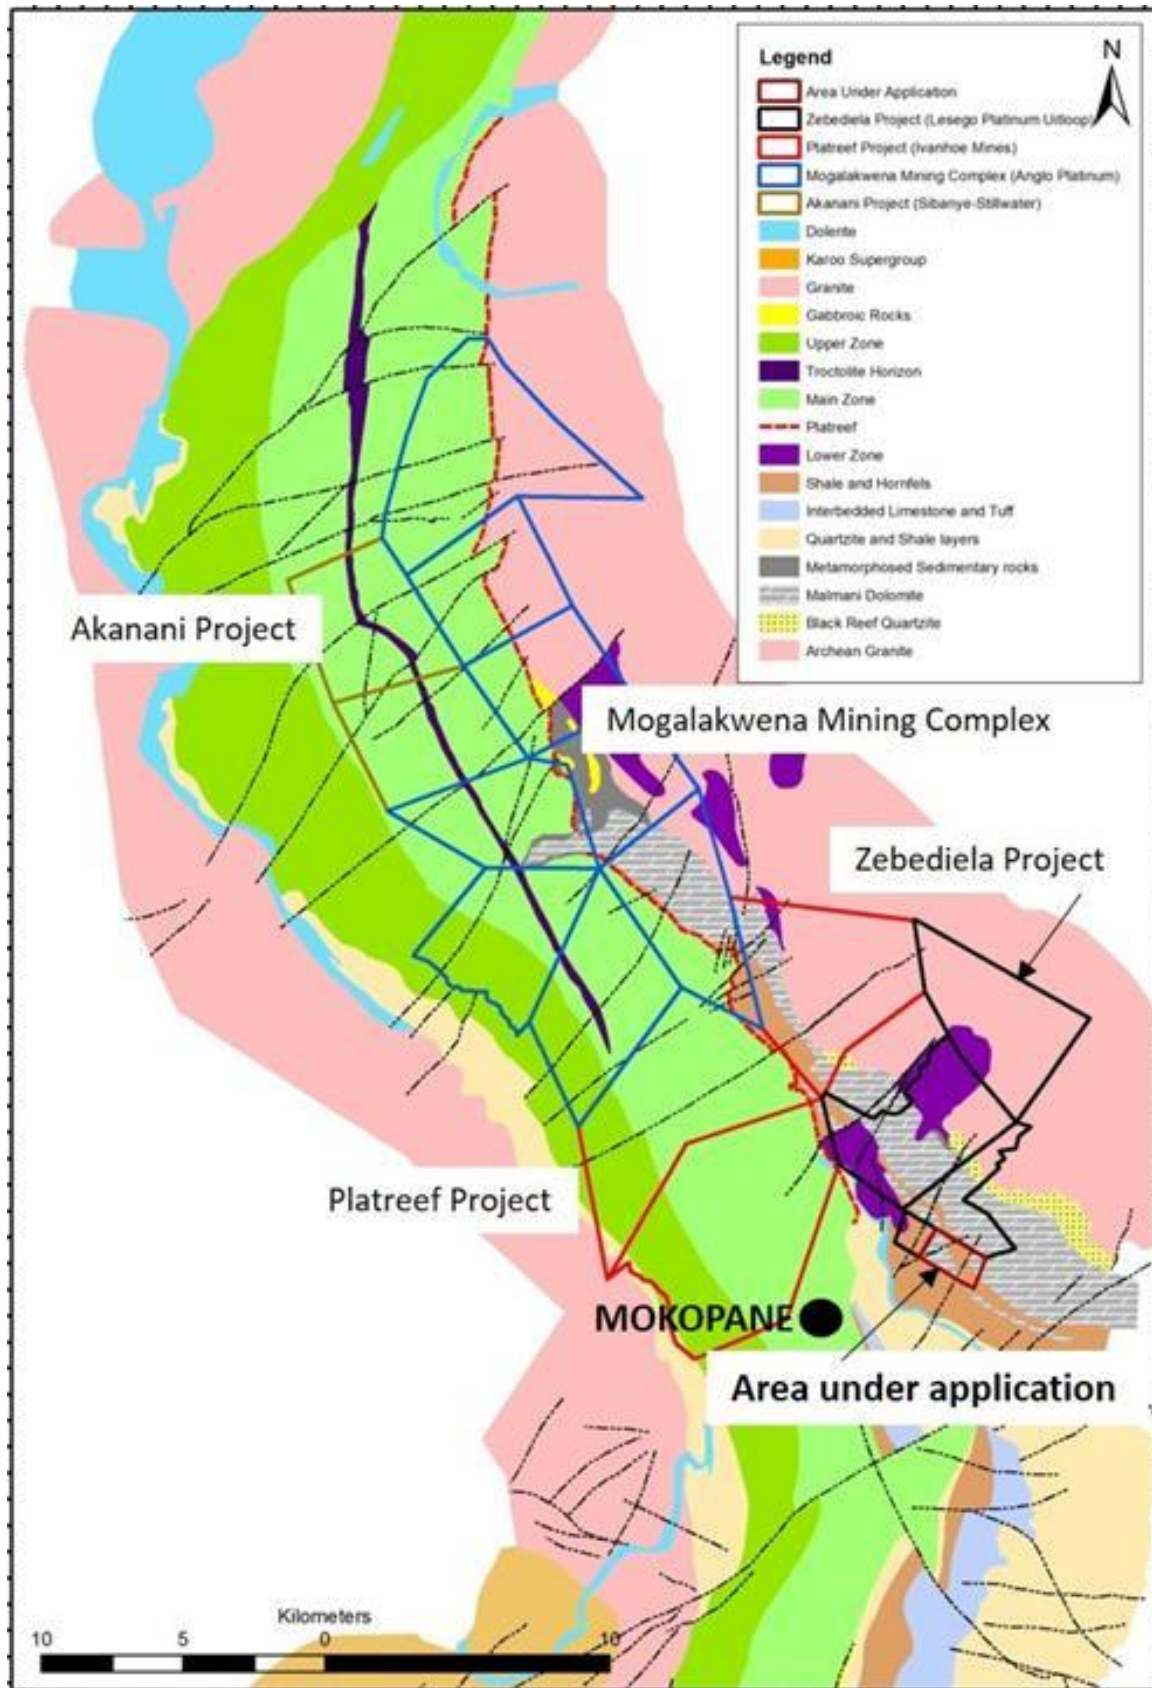 Legend
N
Area Under Application
Zebediela Project (Lesego Platinum Uitloop)
Platreef Project (Ivanhoe Mines)
Mogalakwena Mining Complex (Anglo Platinum)
Akanani Project (Sibanye-Stillwater)
Dolerite
Karoo Supergroup
Granite
Gabbroic Rocks
Upper Zone
Troctolite Horizon
Main Zone
Platreef
Lower Zone
Shale and Hornfels
Interbedded Limestone and Tuff
Quartzite and Shale layers
Metamorphosed Sedimentary rocks
Malmani Dolomite
Black Reef Quartzite
Archean Granite
Akanani Project
Mogalakwena Mining Complex
Zebediela Project
Platreef Project
MOKOPANE
Area under application
Kilometers
10 5 0 10